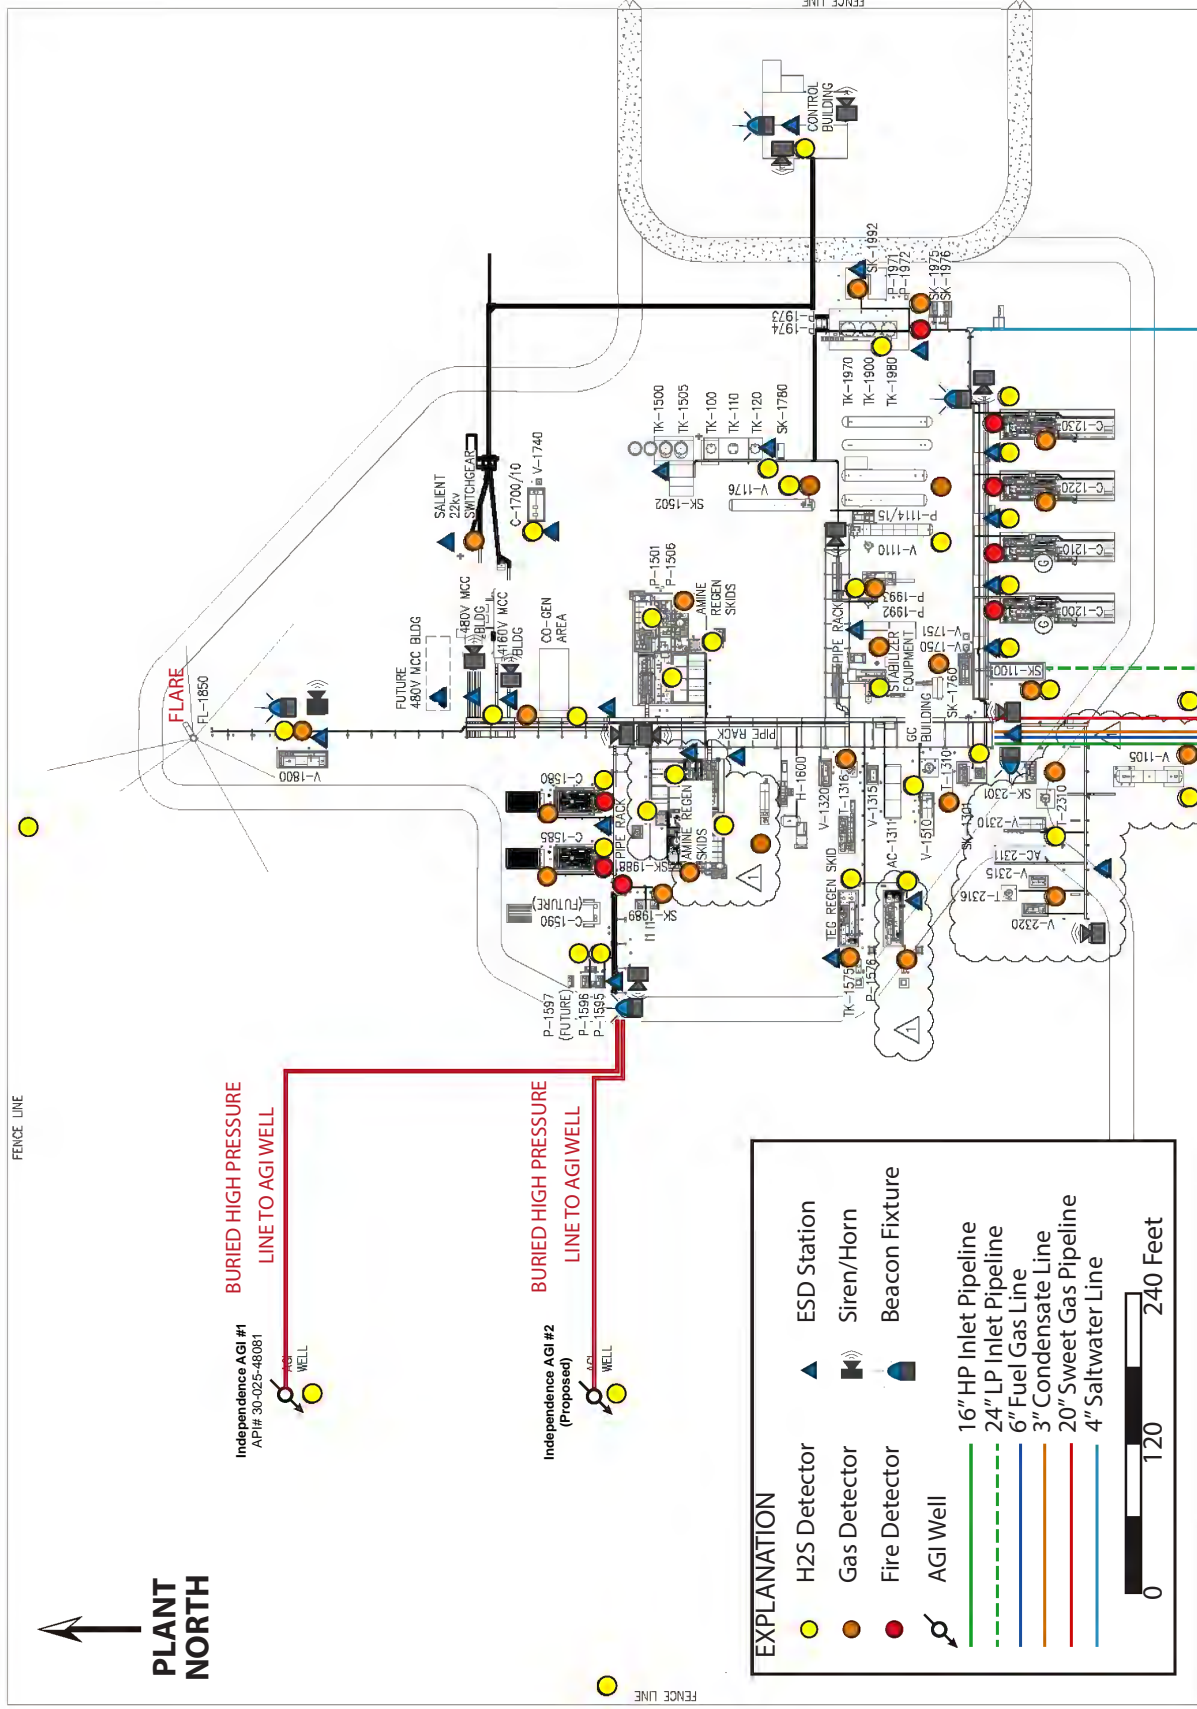 FENCE LINE
FENCE LINE
FENCE LINE
PLANT
NORTH
FLARE
FL-1850
V-1800
BURIED HIGH PRESSURE
LINE TO AGI WELL
Independence AGI #1
API# 30-025-48081
AGI
WELL
BURIED HIGH PRESSURE
LINE TO AGI WELL
Independence AGI #2
(Proposed)
AGI
WELL
CONTROL
BUILDING
SALIENT
22kv
SWITCHGEAR
C-1700/10
V-1740
FUTURE
480V MCC BLDG
480V MCC
BLDG
4160V MCC
BLDG
CO-GEN
AREA
TK-1500
TK-1505
TK-100
TK-110
TK-120
SK-1780
SK-1502
V-1176
P-1501
P-1506
AMINE
REGEN
SKIDS
P-1973
P-1974
SK-1992
P-1971
P-1972
SK-1975
SK-1976
TK-1970
TK-1900
TK-1980
P-1114/15
V-1110
P-1993
P-1992
PIPE RACK
STABILIZER
EQUIPMENT
V-1751
V-1750
SK-1760
GC
BUILDING
SK-1100
C-1230
C-1220
C-1210
G
C-1200
G
PIPE RACK
C-1580
C-1585
PIPE RACK
C-1590
(FUTURE)
SK-1988
SK-1989
AMINE REGEN
SKIDS
1
P-1597
(FUTURE)
P-1596
P-1595
H-1600
V-1320
T-1316
V-1315
AC-1311
V-1510
T-1310
SK-1301
TEG REGEN SKID
TK-1575
P-1576
1
SK-2301
T-2310
V-2310
AC-2311
V-2315
T-2316
V-2320
V-1105
1
EXPLANATION
H2S Detector
Gas Detector
Fire Detector
AGI Well
ESD Station
Siren/Horn
Beacon Fixture
16" HP Inlet Pipeline
24" LP Inlet Pipeline
6" Fuel Gas Line
3" Condensate Line
20" Sweet Gas Pipeline
4" Saltwater Line
0
120
240 Feet